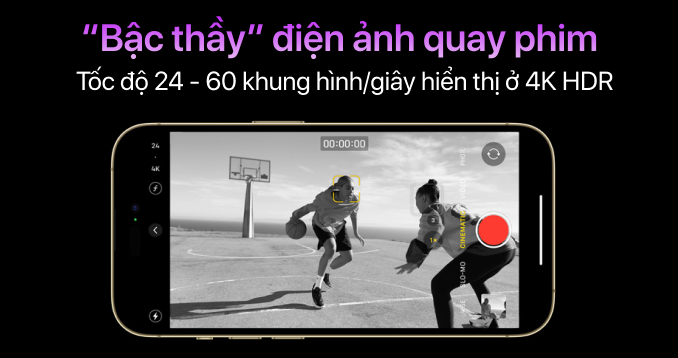 “Bậc thầy” điện ảnh quay phim
Tốc độ 24 - 60 khung hình/giây hiển thị ở 4K HDR
00:00:00
24
4K
CINEMATIC